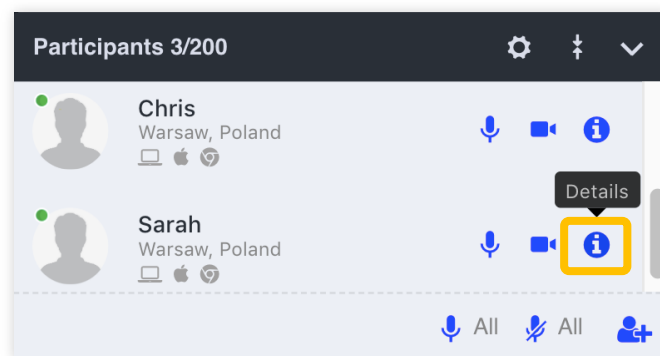 Participants 3/200
Chris
Warsaw, Poland
Details
Sarah
Warsaw, Poland
All
All